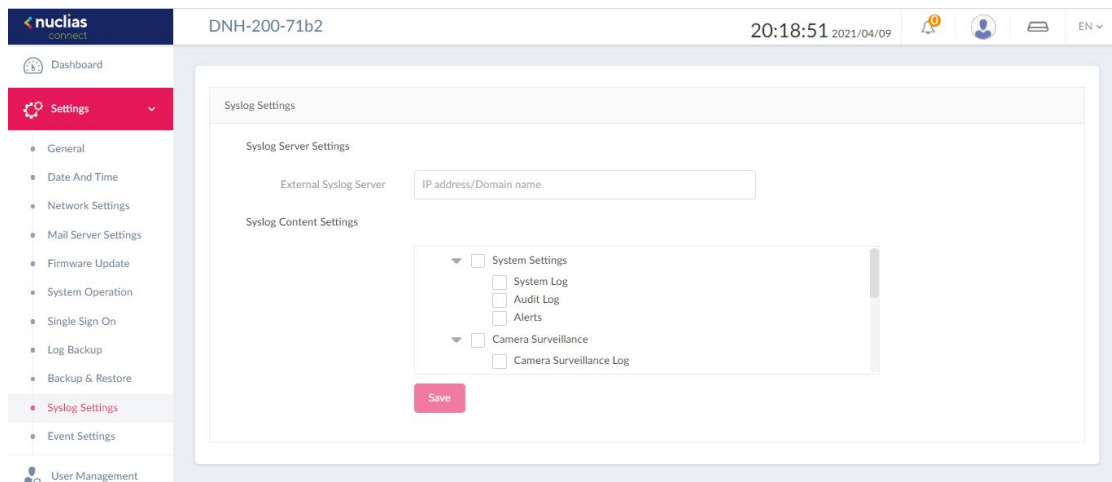 nuclias
connect
DNH-200-71b2
20:18:51 2021/04/09
0
EN
Dashboard
Settings
General
Date And Time
Network Settings
Mail Server Settings
Firmware Update
System Operation
Single Sign On
Log Backup
Backup & Restore
Syslog Settings
Event Settings
User Management
Syslog Settings
Syslog Server Settings
External Syslog Server
IP address/Domain name
Syslog Content Settings
System Settings
System Log
Audit Log
Alerts
Camera Surveillance
Camera Surveillance Log
Save